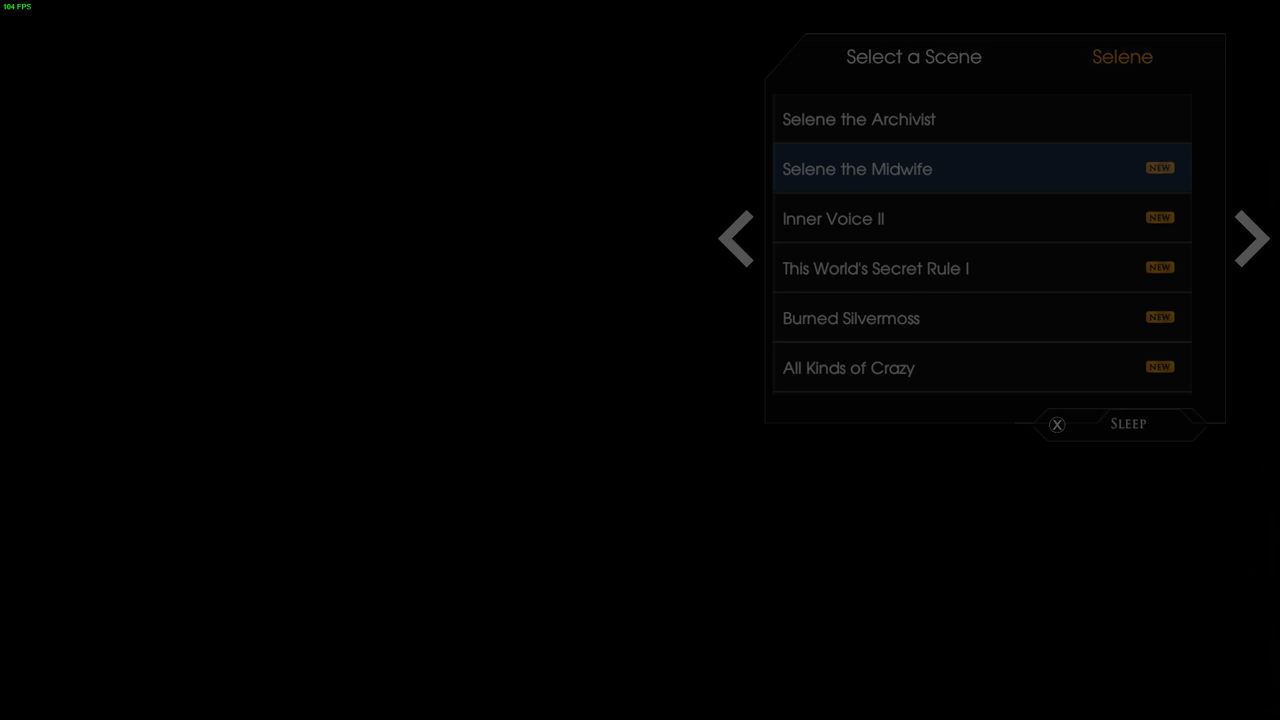 104 FPS
Select a Scene Selene
Selene the Archivist
Selene the Midwife NEW
Inner Voice II NEW
This World's Secret Rule I NEW
Burned Silvermoss NEW
All Kinds of Crazy NEW
X SLEEP